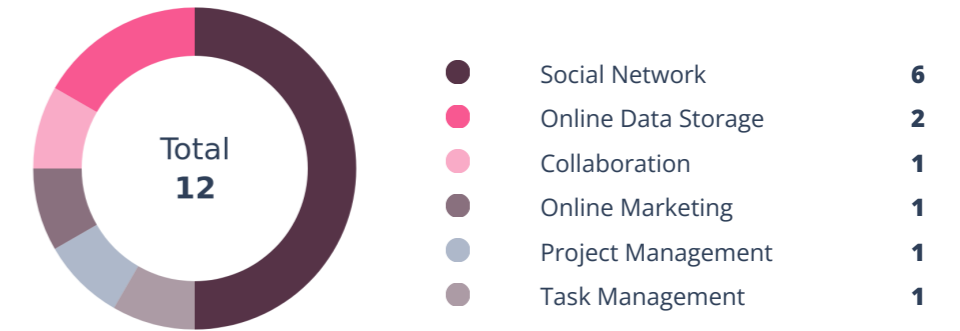 Total
12
Social Network 6
Online Data Storage 2
Collaboration 1
Online Marketing 1
Project Management 1
Task Management 1